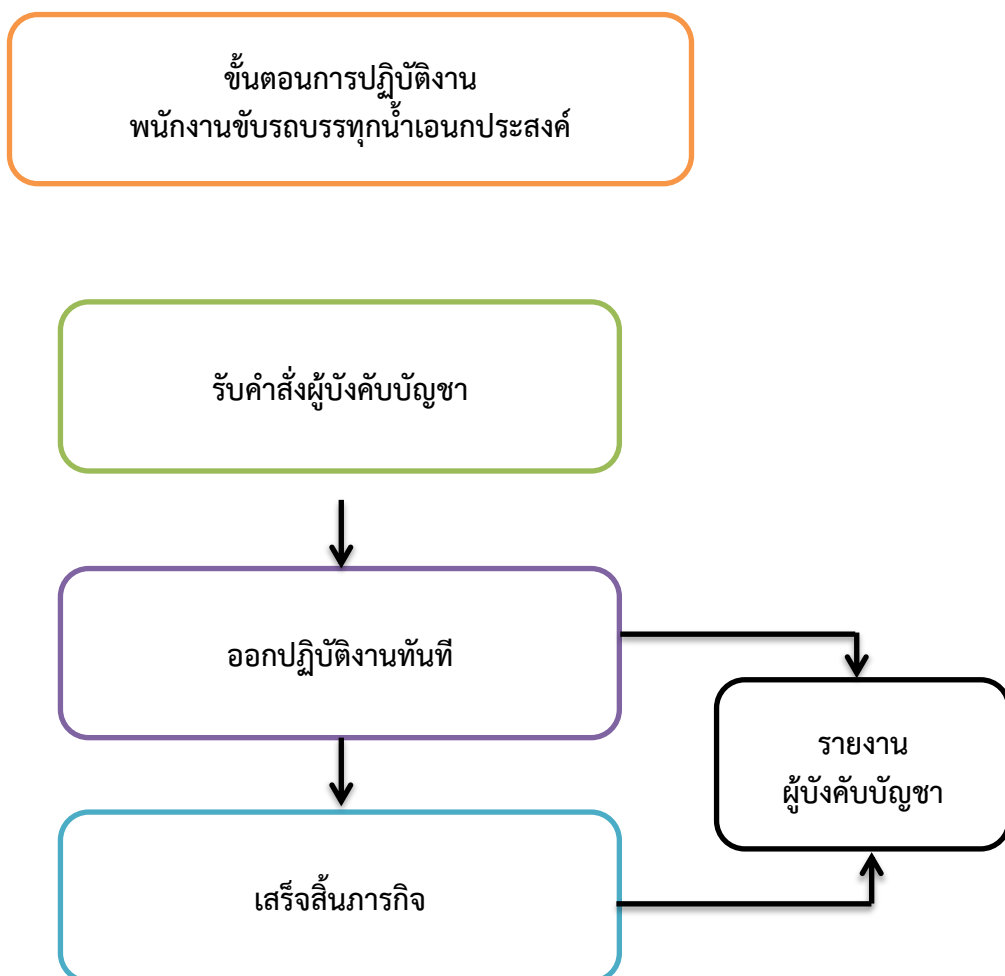 ขั้นตอนการปฏิบัติงาน
พนักงานขับรถบรรทุกน้ำเอนกประสงค์
รับคำสั่งผู้บังคับบัญชา
ออกปฏิบัติงานทันที
รายงาน
ผู้บังคับบัญชา
เสร็จสิ้นภารกิจ